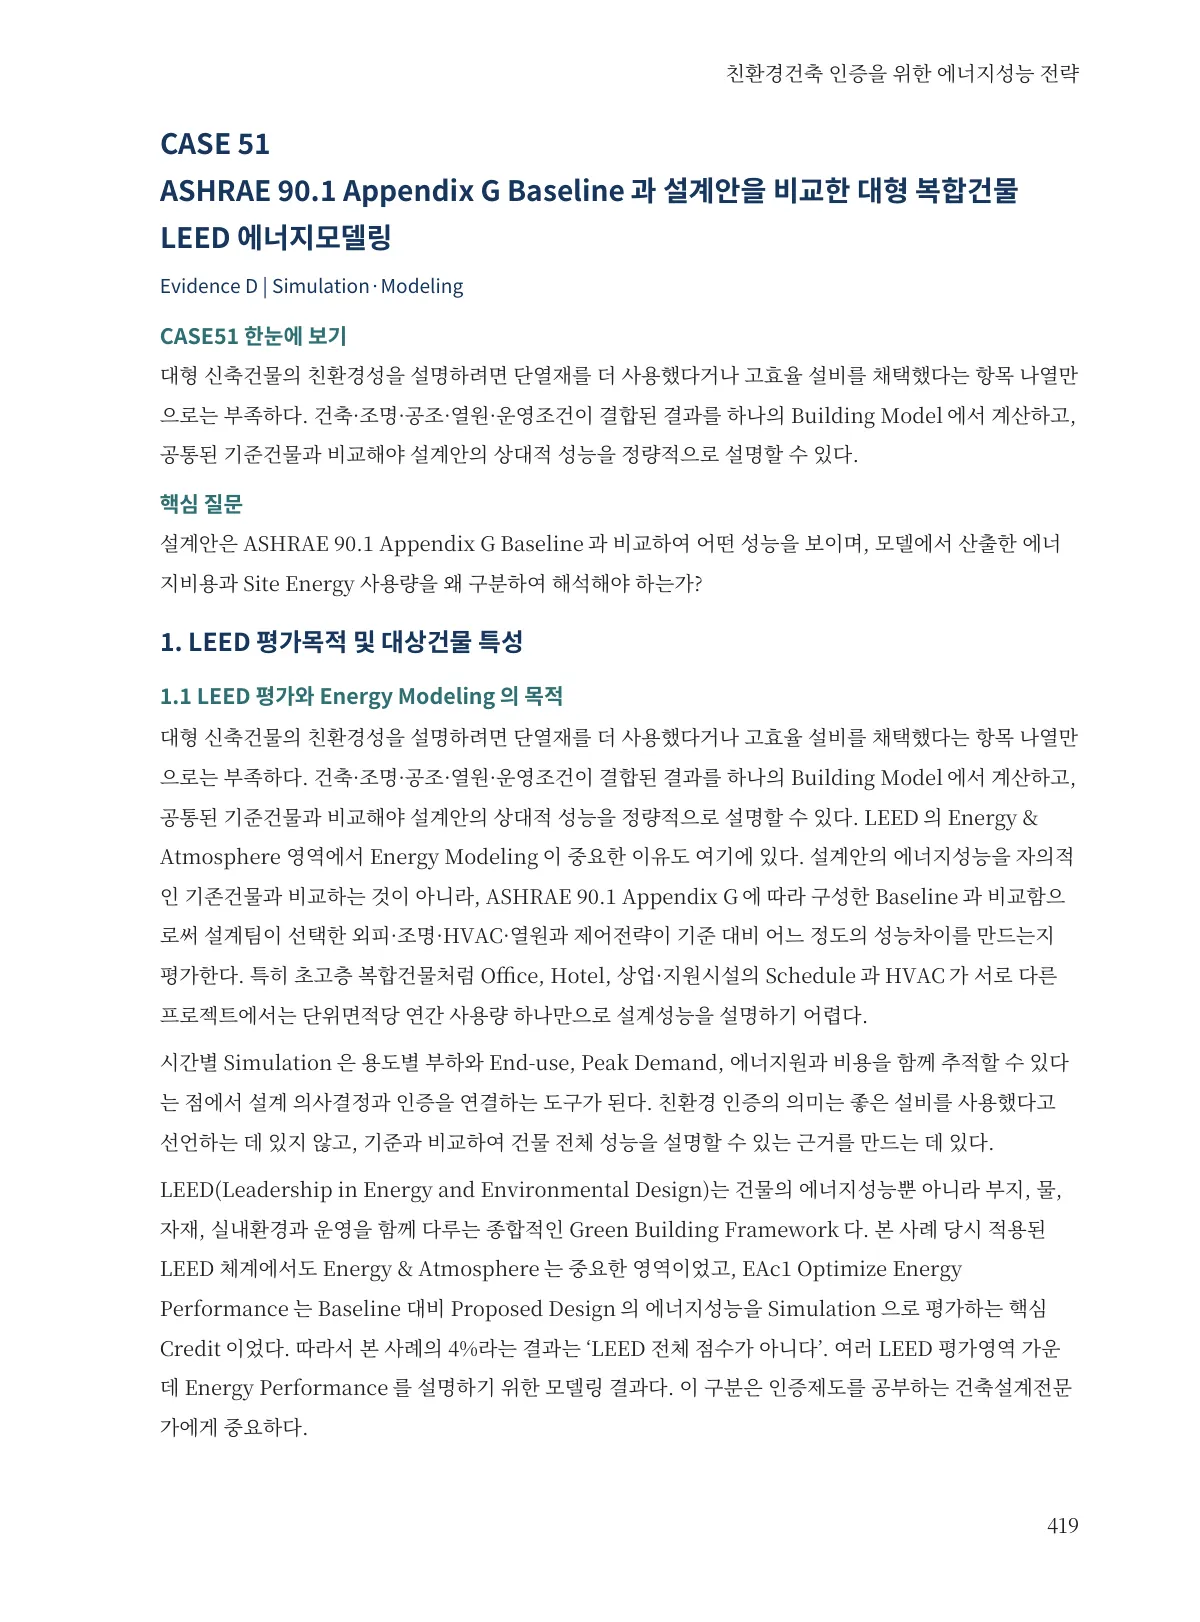 친환경건축 인증을 위한 에너지성능 전략
CASE 51
ASHRAE 90.1 Appendix G Baseline 과 설계안을 비교한 대형 복합건물
LEED 에너지모델링
Evidence D | Simulation·Modeling
CASE51 한눈에 보기
대형 신축건물의 친환경성을 설명하려면 단열재를 더 사용했다거나 고효율 설비를 채택했다는 항목 나열만
으로는 부족하다. 건축·조명·공조·열원·운영조건이 결합된 결과를 하나의 Building Model 에서 계산하고,
공통된 기준건물과 비교해야 설계안의 상대적 성능을 정량적으로 설명할 수 있다.
핵심 질문
설계안은 ASHRAE 90.1 Appendix G Baseline 과 비교하여 어떤 성능을 보이며, 모델에서 산출한 에너
지비용과 Site Energy 사용량을 왜 구분하여 해석해야 하는가?
1. LEED 평가목적 및 대상건물 특성
1.1 LEED 평가와 Energy Modeling 의 목적
대형 신축건물의 친환경성을 설명하려면 단열재를 더 사용했다거나 고효율 설비를 채택했다는 항목 나열만
으로는 부족하다. 건축·조명·공조·열원·운영조건이 결합된 결과를 하나의 Building Model 에서 계산하고,
공통된 기준건물과 비교해야 설계안의 상대적 성능을 정량적으로 설명할 수 있다. LEED 의 Energy &
Atmosphere 영역에서 Energy Modeling 이 중요한 이유도 여기에 있다. 설계안의 에너지성능을 자의적
인 기존건물과 비교하는 것이 아니라, ASHRAE 90.1 Appendix G 에 따라 구성한 Baseline 과 비교함으
로써 설계팀이 선택한 외피·조명·HVAC·열원과 제어전략이 기준 대비 어느 정도의 성능차이를 만드는지
평가한다. 특히 초고층 복합건물처럼 Office, Hotel, 상업·지원시설의 Schedule 과 HVAC 가 서로 다른
프로젝트에서는 단위면적당 연간 사용량 하나만으로 설계성능을 설명하기 어렵다.
시간별 Simulation 은 용도별 부하와 End-use, Peak Demand, 에너지원과 비용을 함께 추적할 수 있다
는 점에서 설계 의사결정과 인증을 연결하는 도구가 된다. 친환경 인증의 의미는 좋은 설비를 사용했다고
선언하는 데 있지 않고, 기준과 비교하여 건물 전체 성능을 설명할 수 있는 근거를 만드는 데 있다.
LEED(Leadership in Energy and Environmental Design)는 건물의 에너지성능뿐 아니라 부지, 물,
자재, 실내환경과 운영을 함께 다루는 종합적인 Green Building Framework 다. 본 사례 당시 적용된
LEED 체계에서도 Energy & Atmosphere 는 중요한 영역이었고, EAc1 Optimize Energy
Performance 는 Baseline 대비 Proposed Design 의 에너지성능을 Simulation 으로 평가하는 핵심
Credit 이었다. 따라서 본 사례의 4%라는 결과는 ‘LEED 전체 점수가 아니다’. 여러 LEED 평가영역 가운
데 Energy Performance 를 설명하기 위한 모델링 결과다. 이 구분은 인증제도를 공부하는 건축설계전문
가에게 중요하다.
419